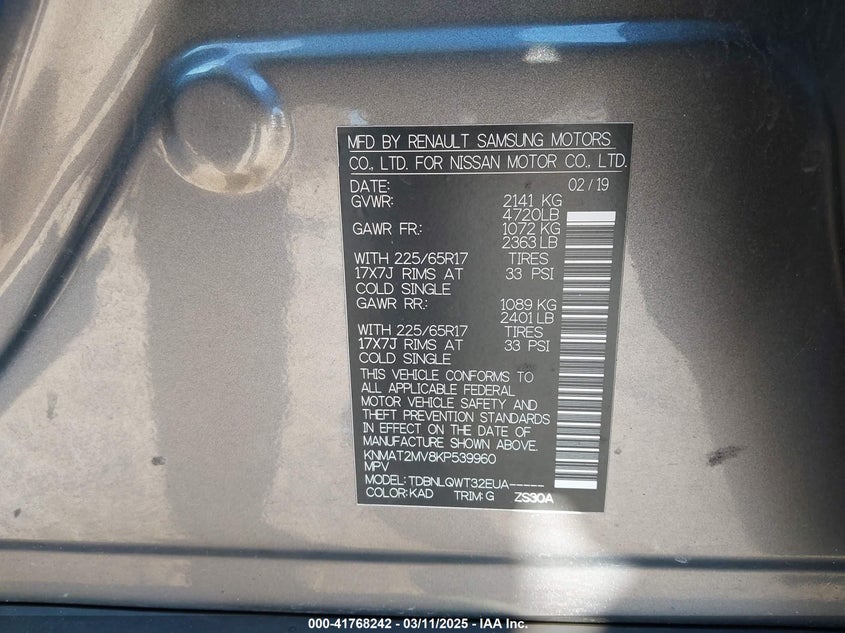 MFD BY RENAULT SAMSUNG MOTORS
CO., LTD. FOR NISSAN MOTOR CO., LTD.
DATE: 02/19
GVWR: 2141 KG
4720LB
GAWR FR.: 1072 KG
2363 LB
WITH 225/65R17 TIRES
17X7J RIMS AT 33 PSI
COLD SINGLE
GAWR RR.: 1089 KG
2401 LB
WITH 225/65R17 TIRES
17X7J RIMS AT 33 PSI
COLD SINGLE
THIS VEHICLE CONFORMS TO
ALL APPLICABLE FEDERAL
MOTOR VEHICLE SAFETY AND
THEFT PREVENTION STANDARDS
IN EFFECT ON THE DATE OF
MANUFACTURE SHOWN ABOVE.
KNMAT2MV8KP539960
MPV
MODEL: TDBNLQWT32EUA-----
COLOR: KAD TRIM: G ZS30A
000-41768242 - 03/11/2025 - IAA Inc.